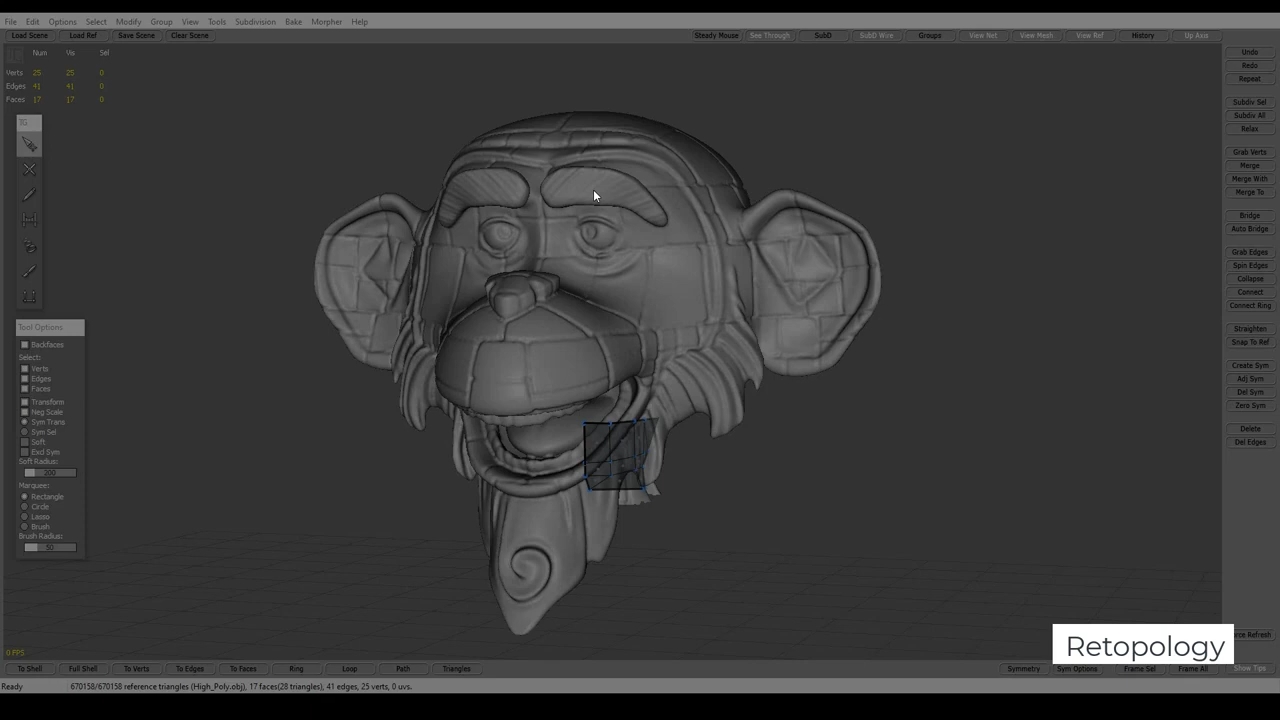 File Edit Options Select Modify Group View Tools Subdivision Bake Morpher Help
Load Scene Load Ref Save Scene Clear Scene Steady Mouse See Through SubD SubD Wire Groups View Net View Mesh View Ref History Up Axis
Num Vis Sel
Verts 25 25 0
Edges 41 41 0
Faces 17 17 0
Tool Options
Backfaces
Select:
Verts
Edges
Faces
Transform
Neg Scale
Sym Trans
Sym Sel
Soft
Excl Sym
Soft Radius:
200
Marquee:
Rectangle
Circle
Lasso
Brush
Brush Radius:
50
Undo
Redo
Repeat
Subdiv Sel
Subdiv All
Relax
Grab Verts
Merge
Merge With
Merge To
Bridge
Auto Bridge
Grab Edges
Spin Edges
Collapse
Connect
Connect Ring
Straighten
Snap To Ref
Create Sym
Adj Sym
Del Sym
Zero Sym
Delete
Del Edges
Refresh
Retopology
0 FPS
To Shell Full Shell To Verts To Edges To Faces Ring Loop Path Triangles Symmetry Sym Options Frame Sel Frame All Show Tips
Ready 670158/670158 reference triangles (High_Poly.obj), 17 faces(28 triangles), 41 edges, 25 verts, 0 uvs.